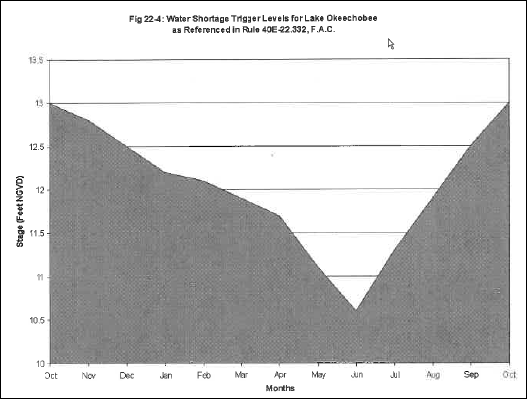 Fig 22-4: Water Shortage Trigger Levels for Lake Okeechobee
as Referenced in Rule 40E-22.332, F.A.C.
13.5
13
12.5
12
11.5
11
10.5
10
Stage (Feet NGVD)
Oct Nov Dec Jan Feb Mar Apr May Jun Jul Aug Sep Oct
Months